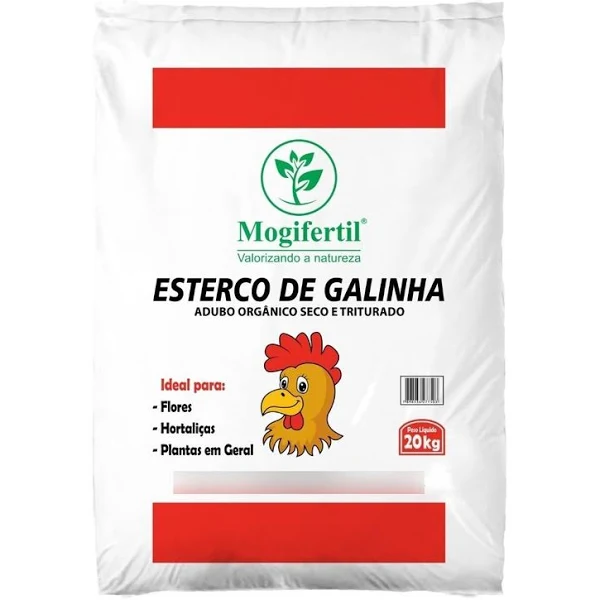 Mogifertil®
Valorizando a natureza
ESTERCO DE GALINHA
ADUBO ORGÂNICO SECO E TRITURADO
Ideal para:
- Flores
- Hortaliças
- Plantas em Geral
Peso Líquido
20kg